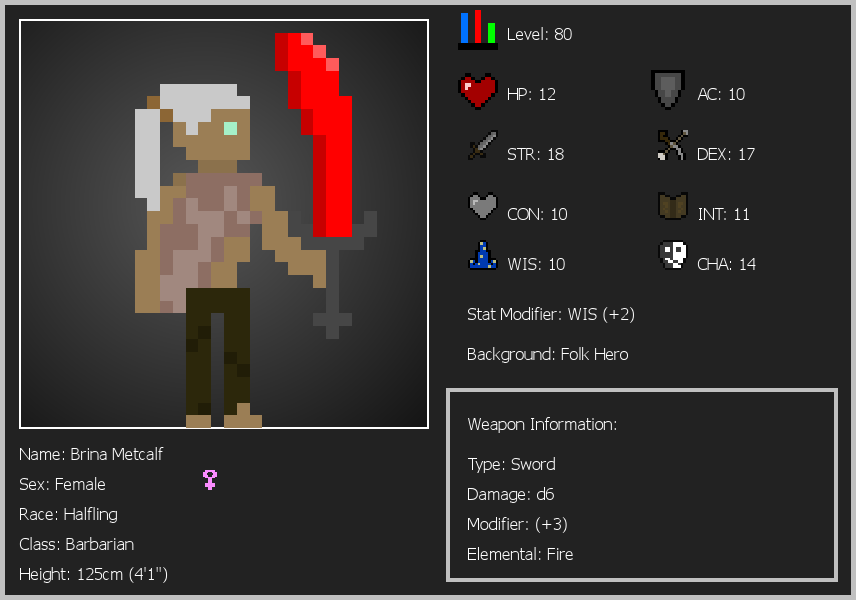 Level: 80
HP: 12
AC: 10
STR: 18
DEX: 17
CON: 10
INT: 11
WIS: 10
CHA: 14
Stat Modifier: WIS (+2)
Background: Folk Hero
Weapon Information:
Type: Sword
Damage: d6
Modifier: (+3)
Elemental: Fire
Name: Brina Metcalf
Sex: Female
Race: Halfling
Class: Barbarian
Height: 125cm (4'1")